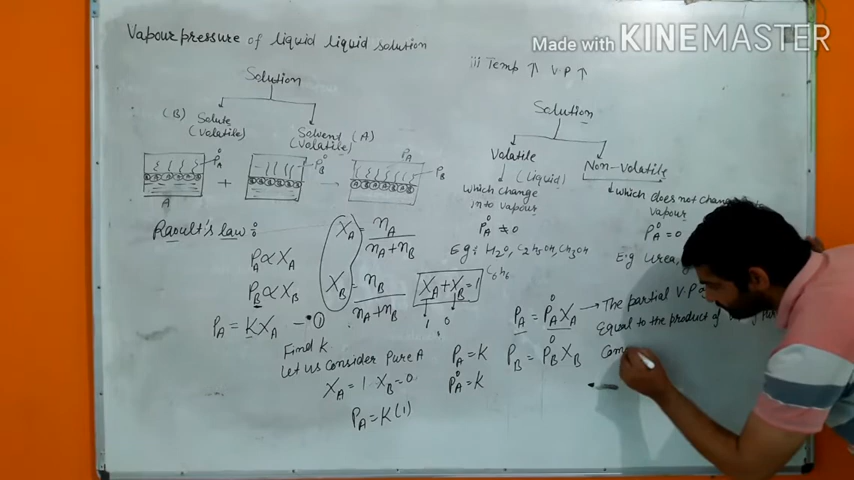 Vapour pressure of liquid liquid solution
Made with KINEMASTER
iii Temp ↑ V.P ↑
Solution
(B) Solute
(Volatile)
Solvent (A)
(Volatile)
P°A
+
P°B
→
PA
PB
A
Raoult's law :
PA ∝ XA
PB ∝ XB
PA = KXA — ①
XA = nA / nA + nB
XB = nB / nA + nB
XA + XB = 1
1 , 0
Find K
Let us consider Pure A
XA = 1 XB = 0
PA = K(1)
PA = K
P°A = K
Solution
Volatile
(Liquid)
which change
into vapour
P°A ≠ 0
E.g: H2O, C2H5OH, CH3OH
C6H6
Non-Volatile
which does not change
vapour
P°A = 0
E.g Urea,
PA = P°A XA → The partial V.P
Equal to the product of
PB = P°B XB
Com